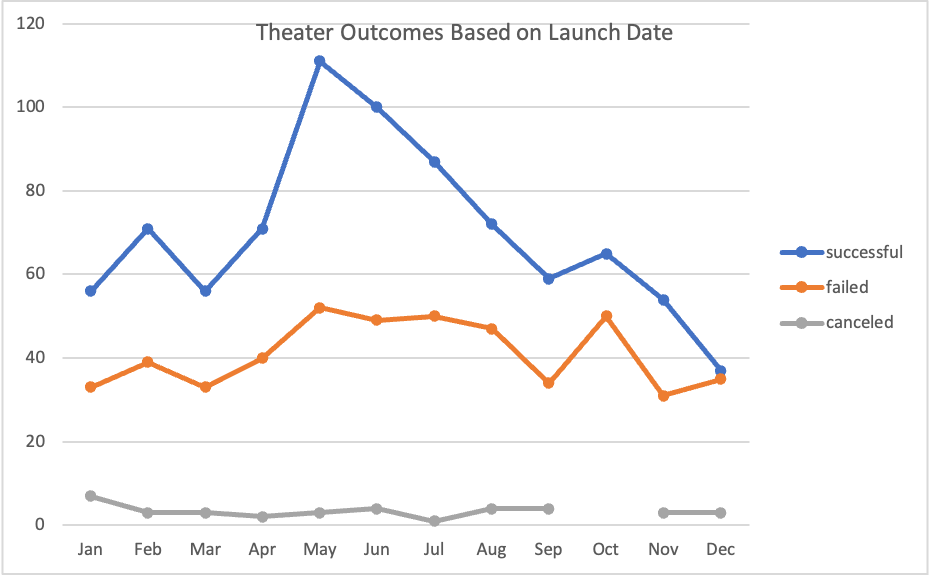 Theater Outcomes Based on Launch Date
120
100
80
60
40
20
0
Jan Feb Mar Apr May Jun Jul Aug Sep Oct Nov Dec
successful
failed
canceled